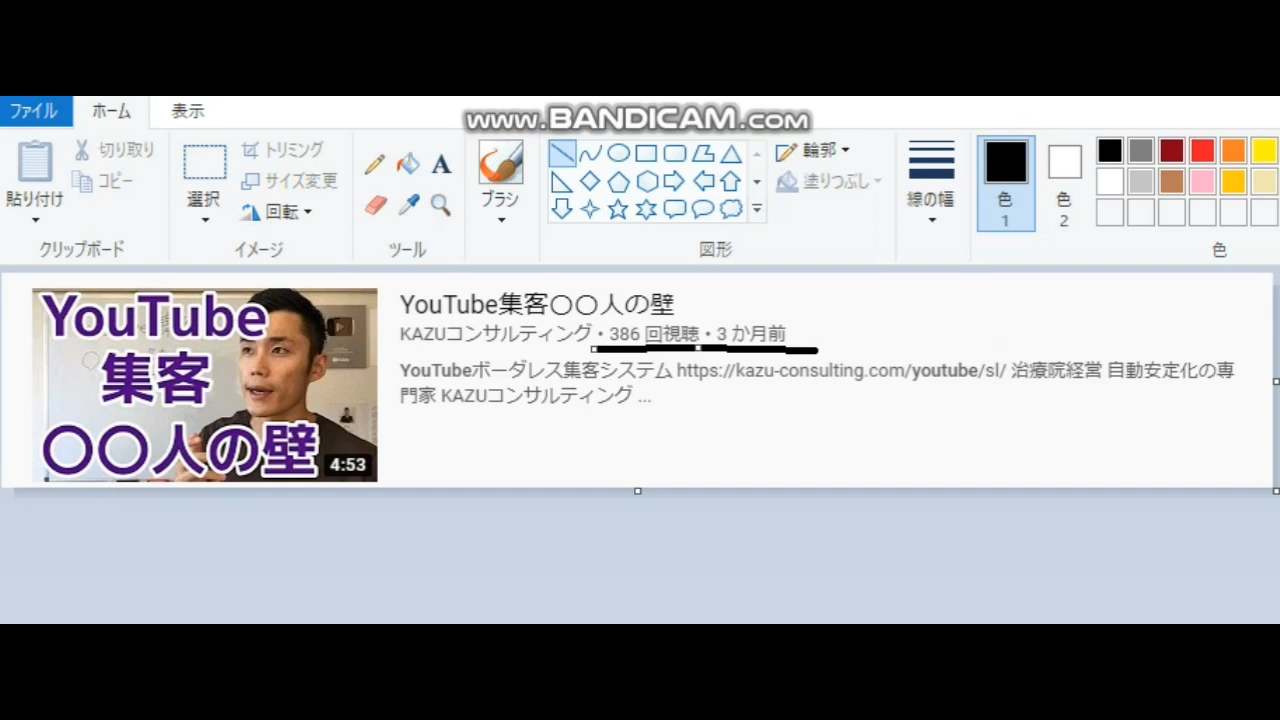 www.BANDICAM.com
ファイル ホーム 表示
貼り付け
切り取り
コピー
クリップボード
選択
トリミング
サイズ変更
回転
イメージ
A
ツール
ブラシ
輪郭
塗りつぶし
図形
線の幅
色
1
色
2
色
YouTube
集客
〇〇人の壁
4:53
YouTube集客〇〇人の壁
KAZUコンサルティング・386 回視聴・3 か月前
YouTubeボーダレス集客システム https://kazu-consulting.com/youtube/sl/ 治療院経営 自動安定化の専
門家 KAZUコンサルティング ...